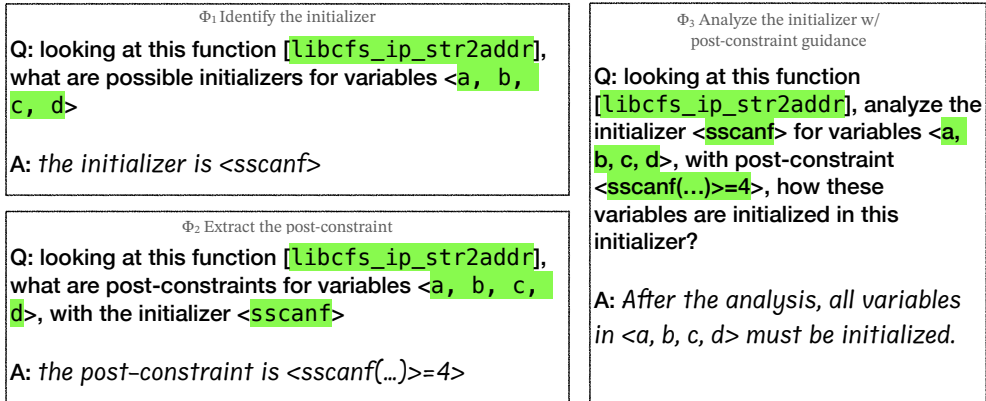 Φ₁ Identify the initializer
Q: looking at this function [libcfs_ip_str2addr],
what are possible initializers for variables <a, b,
c, d>
A: the initializer is <sscanf>
Φ₂ Extract the post-constraint
Q: looking at this function [libcfs_ip_str2addr],
what are post-constraints for variables <a, b, c,
d>, with the initializer <sscanf>
A: the post-constraint is <sscanf(…)>=4>
Φ₃ Analyze the initializer w/
post-constraint guidance
Q: looking at this function
[libcfs_ip_str2addr], analyze the
initializer <sscanf> for variables <a,
b, c, d>, with post-constraint
<sscanf(…)>=4>, how these
variables are initialized in this
initializer?
A: After the analysis, all variables
in <a, b, c, d> must be initialized.